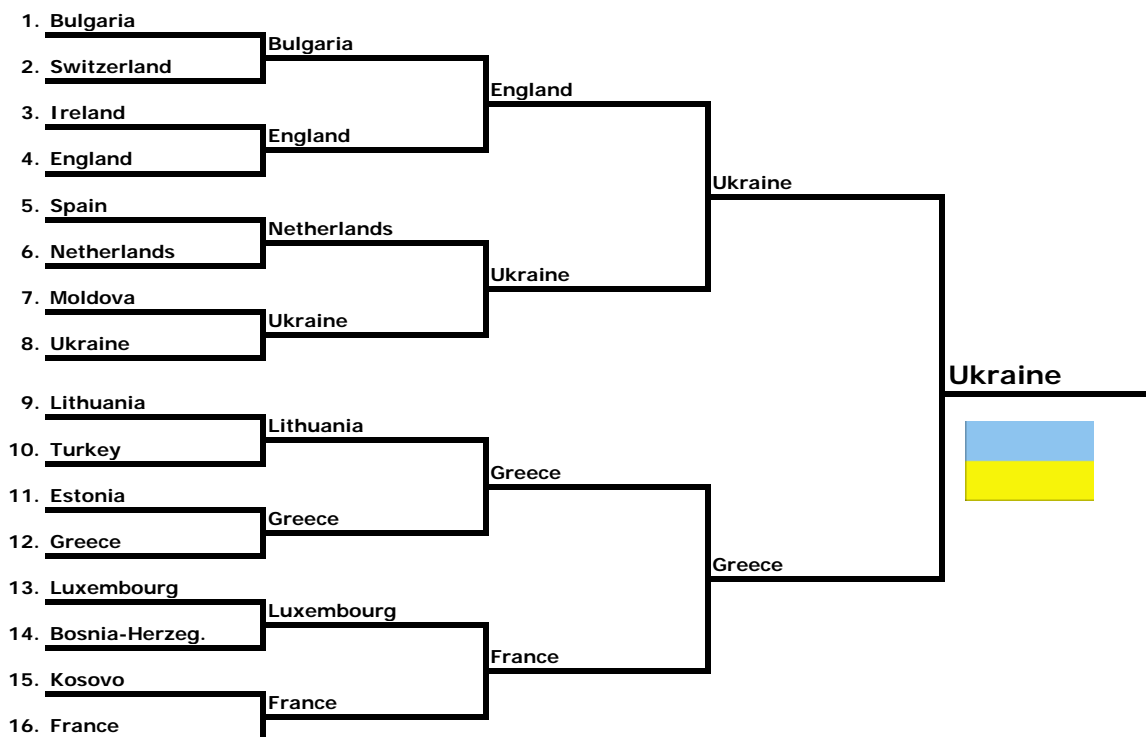 1. Bulgaria
2. Switzerland
3. Ireland
4. England
5. Spain
6. Netherlands
7. Moldova
8. Ukraine
9. Lithuania
10. Turkey
11. Estonia
12. Greece
13. Luxembourg
14. Bosnia-Herzeg.
15. Kosovo
16. France
Bulgaria
England
Netherlands
Ukraine
Lithuania
Greece
Luxembourg
France
England
Ukraine
Greece
France
Ukraine
Greece
Ukraine